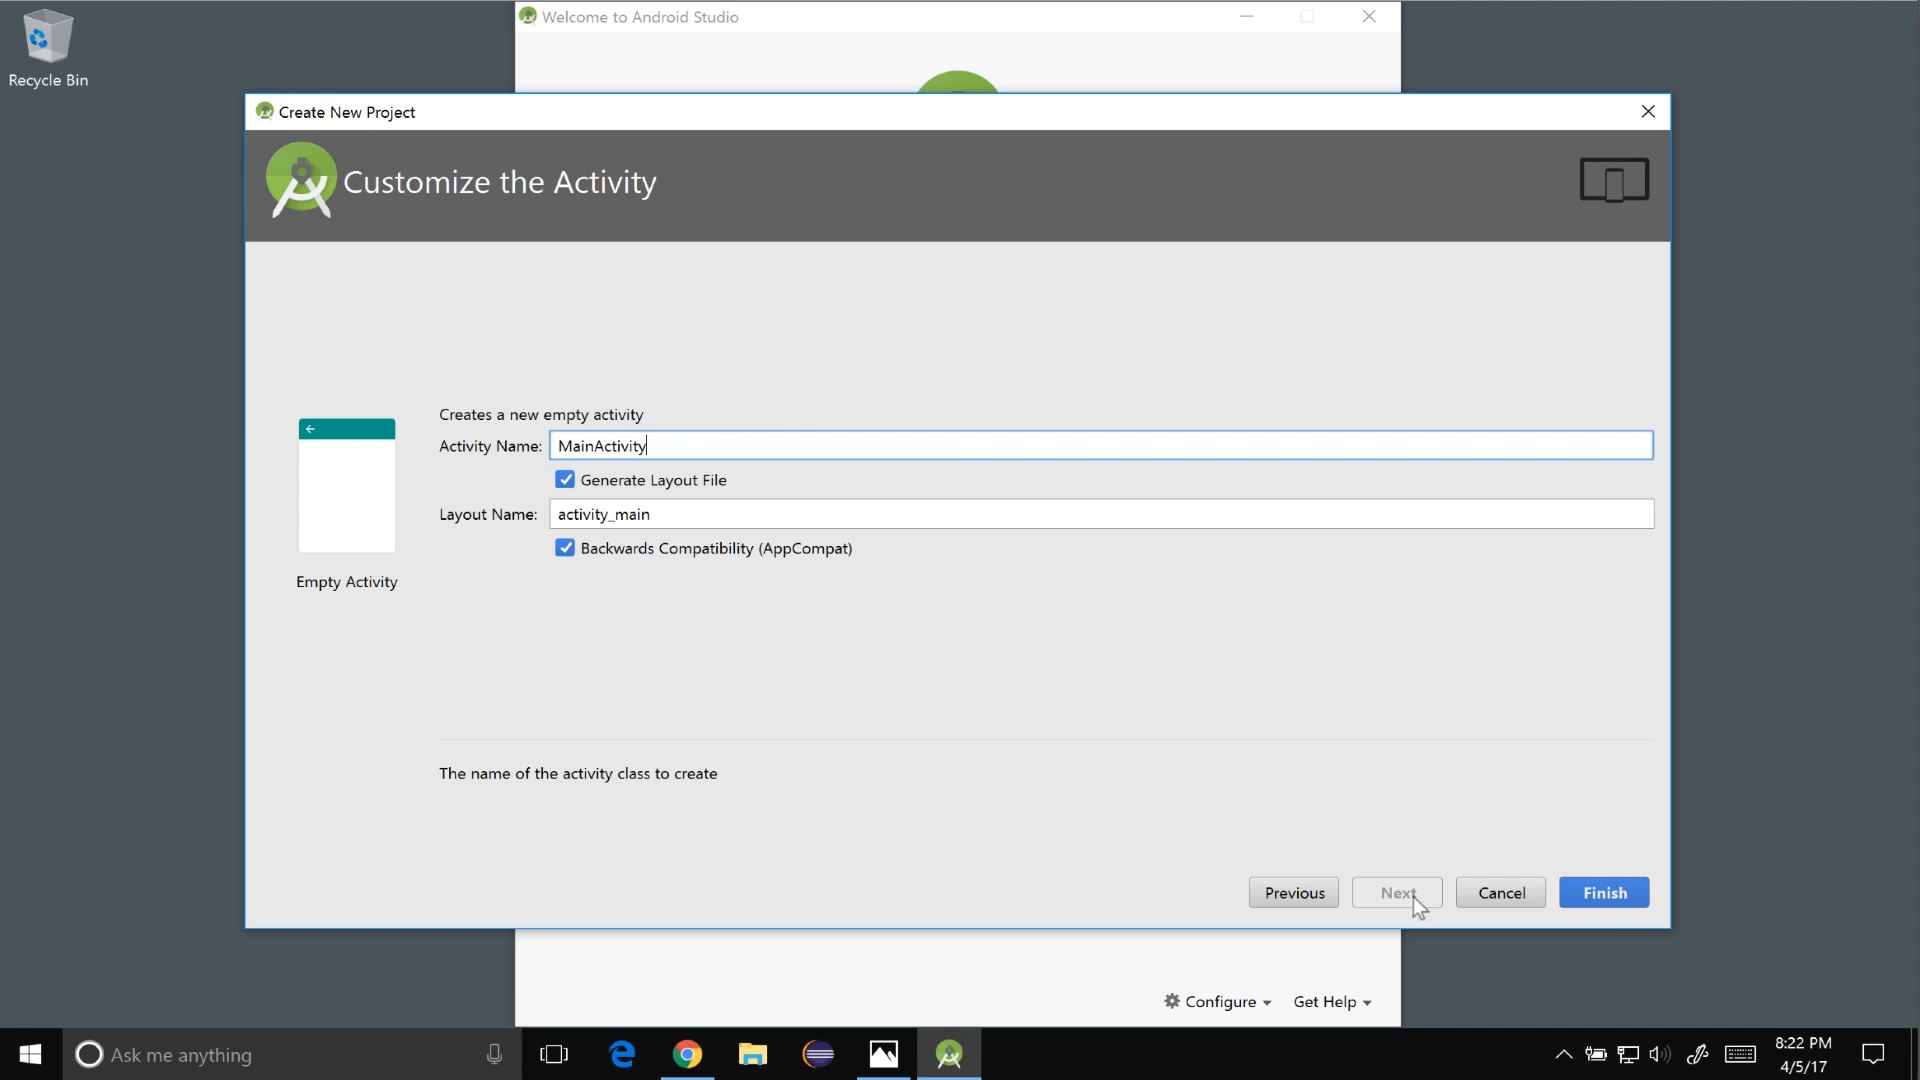 Welcome to Android Studio
Recycle Bin
Create New Project
Customize the Activity
Creates a new empty activity
Activity Name: MainActivity
Generate Layout File
Layout Name: activity_main
Backwards Compatibility (AppCompat)
Empty Activity
The name of the activity class to create
Previous Next Cancel Finish
Configure Get Help
Ask me anything
8:22 PM
4/5/17